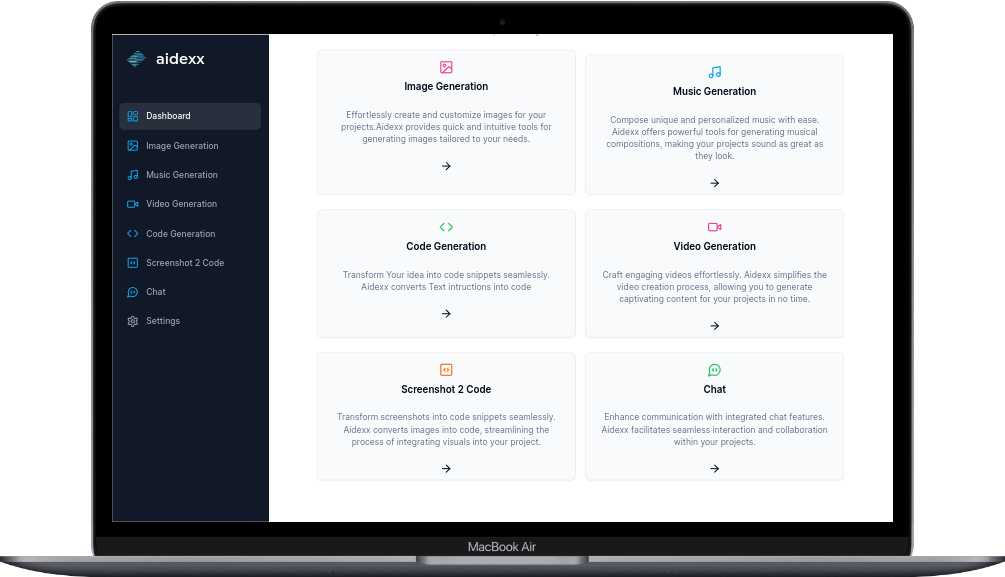 aidexx
Dashboard
Image Generation
Music Generation
Video Generation
Code Generation
Screenshot 2 Code
Chat
Settings
Image Generation
Effortlessly create and customize images for your
projects.Aidexx provides quick and intuitive tools for
generating images tailored to your needs.
Music Generation
Compose unique and personalized music with ease.
Aidexx offers powerful tools for generating musical
compositions, making your projects sound as great as
they look.
Code Generation
Transform Your idea into code snippets seamlessly.
Aidexx converts Text intructions into code
Video Generation
Craft engaging videos effortlessly. Aidexx simplifies the
video creation process, allowing you to generate
captivating content for your projects in no time.
Screenshot 2 Code
Transform screenshots into code snippets seamlessly.
Aidexx converts images into code, streamlining the
process of integrating visuals into your project.
Chat
Enhance communication with integrated chat features.
Aidexx facilitates seamless interaction and collaboration
within your projects.
MacBook Air